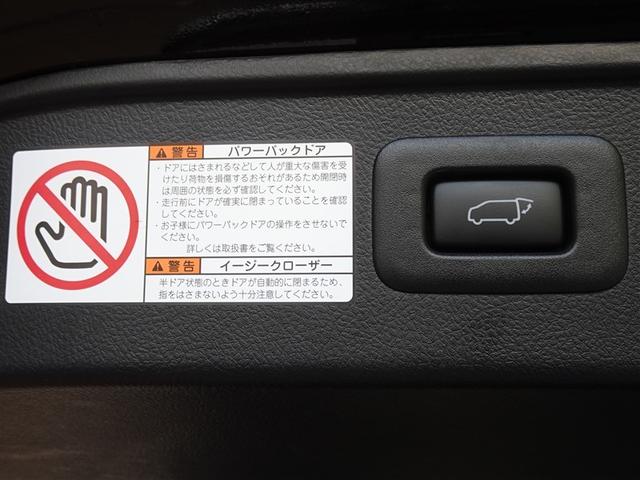 警告 パワーバックドア
・ドアにはさまれるなどして人が重大な傷害を受
けたり荷物を損傷するおそれがあるため開閉時
は周囲の状態を必ず確認してください。
・走行前にドアが確実に閉まっていることを確認
してください。
・お子様にパワーバックドアの操作をさせないで
ください。
詳しくは取扱書をご覧ください。
警告 イージークローザー
半ドア状態のときドアが自動的に閉まるため、
指をはさまないよう十分注意してください。